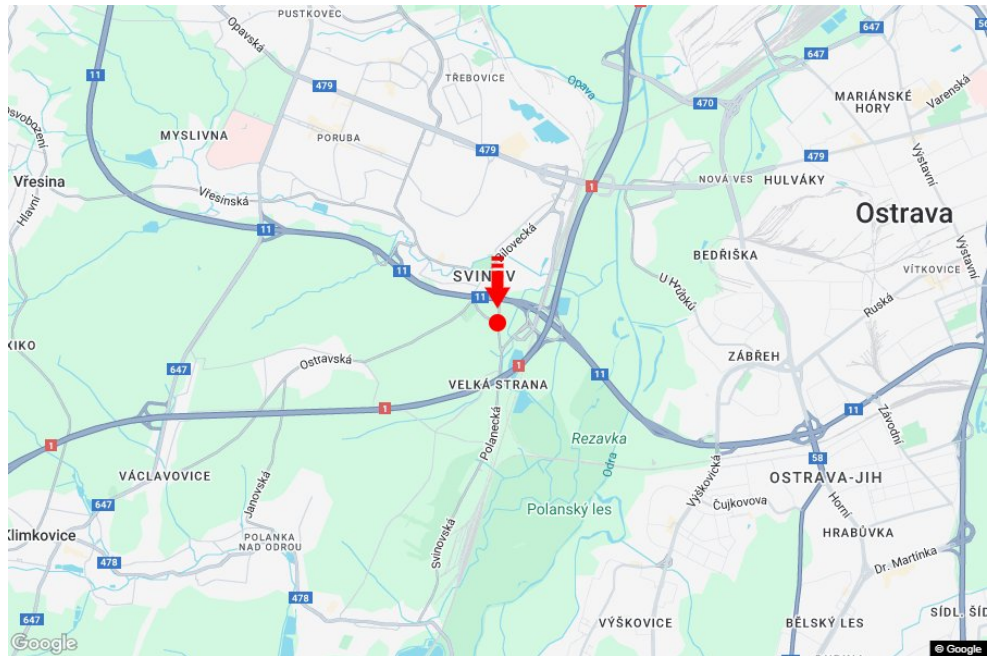 PUSTKOVEC
Opavská
647
11
TŘEBOVICE
Opava
470
MARIÁNSKÉ
HORY
Varenská
479
MYSLIVNA
PORUBA
479
479
Výstavní
Vřesina
Hlavní
Vřesinská
NOVÁ VES
HULVÁKY
1
Ostrava
11
Bílovecká
BEDŘIŠKA
Výstavní
11
SVINOV
U Hrůbků
VÍTKOVICE
11
Ruská
647
Ostravská
ZÁBŘEH
VELKÁ STRANA
1
11
1
11
Závodní
Polanecká
Rezavka
Odra
1
58
VÁCLAVOVICE
Janovská
Výškovická
OSTRAVA-JIH
647
Polanský les
Čujkovova
Horní
Klimkovice
POLANKA
NAD ODROU
Svinovská
HRABŮVKA
478
Dr. Martínka
478
647
VÝŠKOVICE
BĚLSKÝ LES
Google
© Google